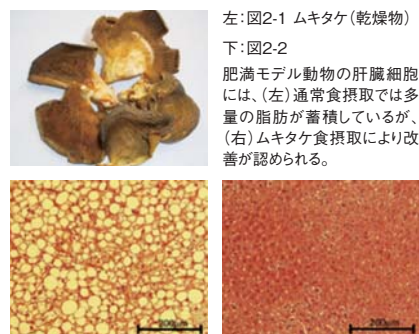 左:図2-1 ムキタケ(乾燥物)
下:図2-2
肥満モデル動物の肝臓細胞
には、(左)通常食摂取では多
量の脂肪が蓄積しているが、
(右)ムキタケ食摂取により改
善が認められる。
200μm
200μm